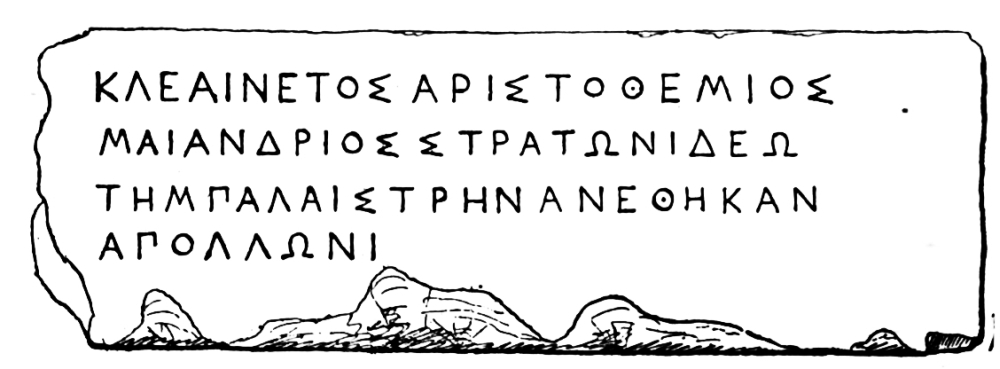 ΚΛΕΑΙΝΕΤΟΣ ΑΡΙΣΤΟΘΕΜΙΟΣ
ΜΑΙΑΝΔΡΙΟΣ ΣΤΡΑΤΩΝΙΔΕΩ
ΤΗΜΠΑΛΑΙΣΤΡΗΝ ΑΝΕΘΗΚΑΝ
ΑΠΟΛΛΩΝΙ